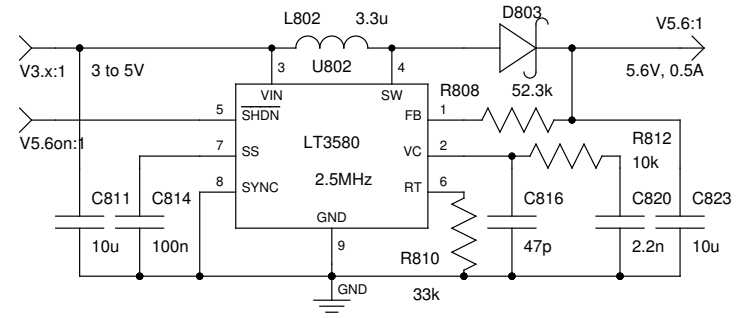 D803
L802 3.3u V5.6:1
V3.x:1 3 to 5V 3 U802 4 5.6V, 0.5A
VIN SW R808 52.3k
5 SHDN FB 1
V5.6on:1 LT3580 R812
7 SS VC 2 10k
8 SYNC 2.5MHz RT 6
C811 C814 GND C816 C820 C823
10u 100n 9 R810 47p 2.2n 10u
GND 33k